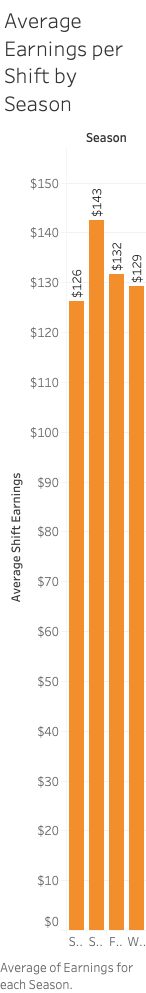 Average
Earnings per
Shift by
Season
Season
$150
$140
$130
$120
$110
$100
$90
$80
$70
$60
$50
$40
$30
$20
$10
$0
Average Shift Earnings
$126
$143
$132
$129
S.. S.. F.. W..
Average of Earnings for
each Season.